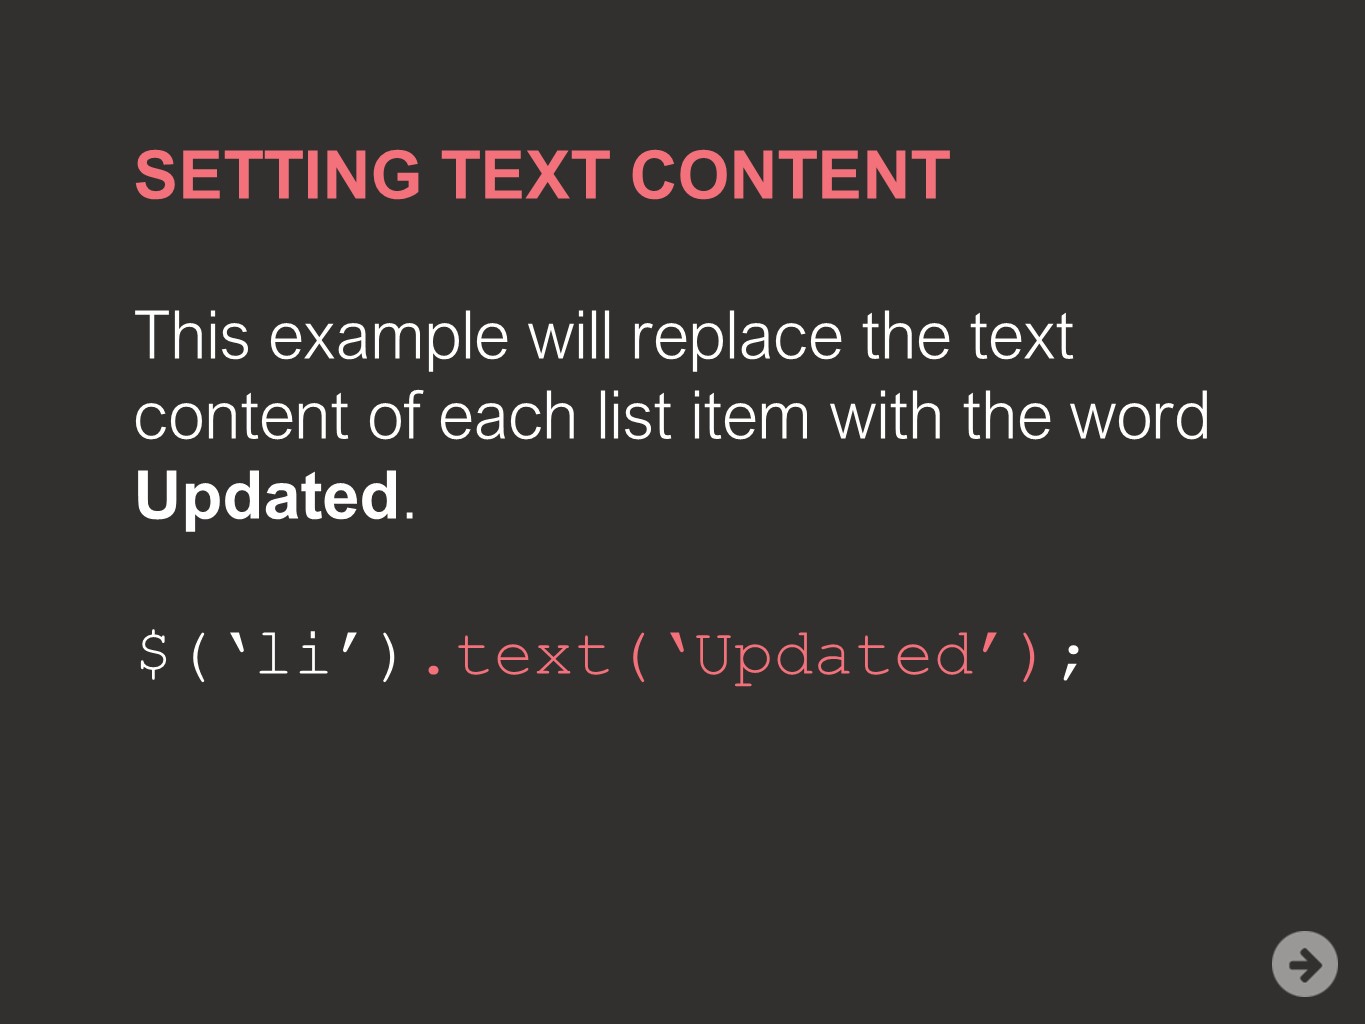 SETTING TEXT CONTENT
This example will replace the text
content of each list item with the word
Updated.
$(‘li’).text(‘Updated’);